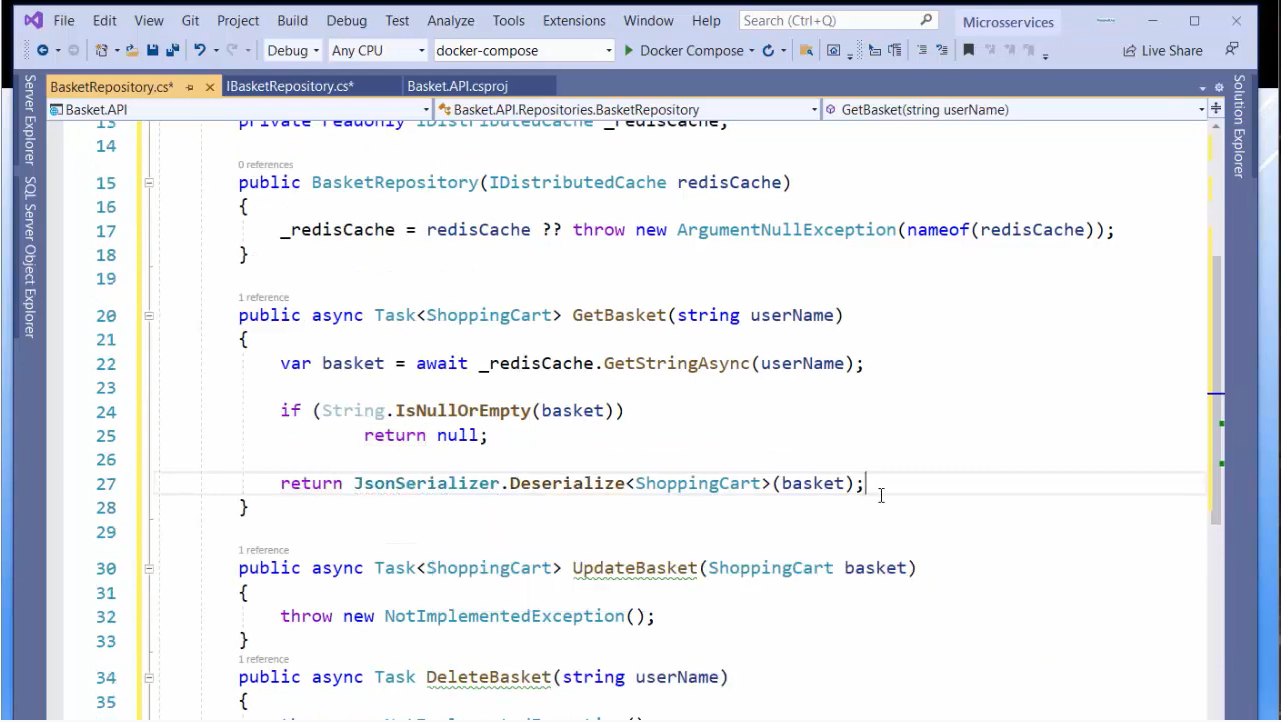 File Edit View Git Project Build Debug Test Analyze Tools Extensions Window Help Search (Ctrl+Q) Microservices
Debug Any CPU docker-compose Docker Compose Live Share
BasketRepository.cs* IBasketRepository.cs* Basket.API.csproj
Basket.API Basket.API.Repositories.BasketRepository GetBasket(string userName)
Server Explorer
SQL Server Object Explorer
Solution Explorer
13 private readonly IDistributedCache _redisCache;
14
0 references
15 public BasketRepository(IDistributedCache redisCache)
16 {
17 _redisCache = redisCache ?? throw new ArgumentNullException(nameof(redisCache));
18 }
19
1 reference
20 public async Task<ShoppingCart> GetBasket(string userName)
21 {
22 var basket = await _redisCache.GetStringAsync(userName);
23
24 if (String.IsNullOrEmpty(basket))
25 return null;
26
27 return JsonSerializer.Deserialize<ShoppingCart>(basket);
28 }
29
1 reference
30 public async Task<ShoppingCart> UpdateBasket(ShoppingCart basket)
31 {
32 throw new NotImplementedException();
33 }
1 reference
34 public async Task DeleteBasket(string userName)
35 {